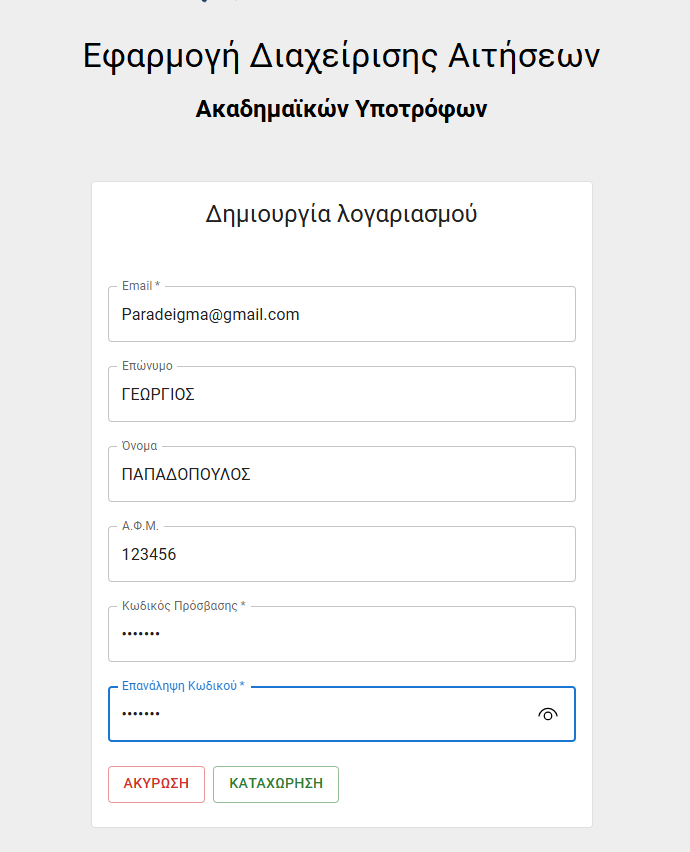 Εφαρμογή Διαχείρισης Αιτήσεων
Ακαδημαϊκών Υποτρόφων
Δημιουργία λογαριασμού
Email *
Paradeigma@gmail.com
Επώνυμο
ΓΕΩΡΓΙΟΣ
Όνομα
ΠΑΠΑΔΟΠΟΥΛΟΣ
Α.Φ.Μ.
123456
Κωδικός Πρόσβασης *
•••••••
Επανάληψη Κωδικού *
•••••••
ΑΚΥΡΩΣΗ ΚΑΤΑΧΩΡΗΣΗ